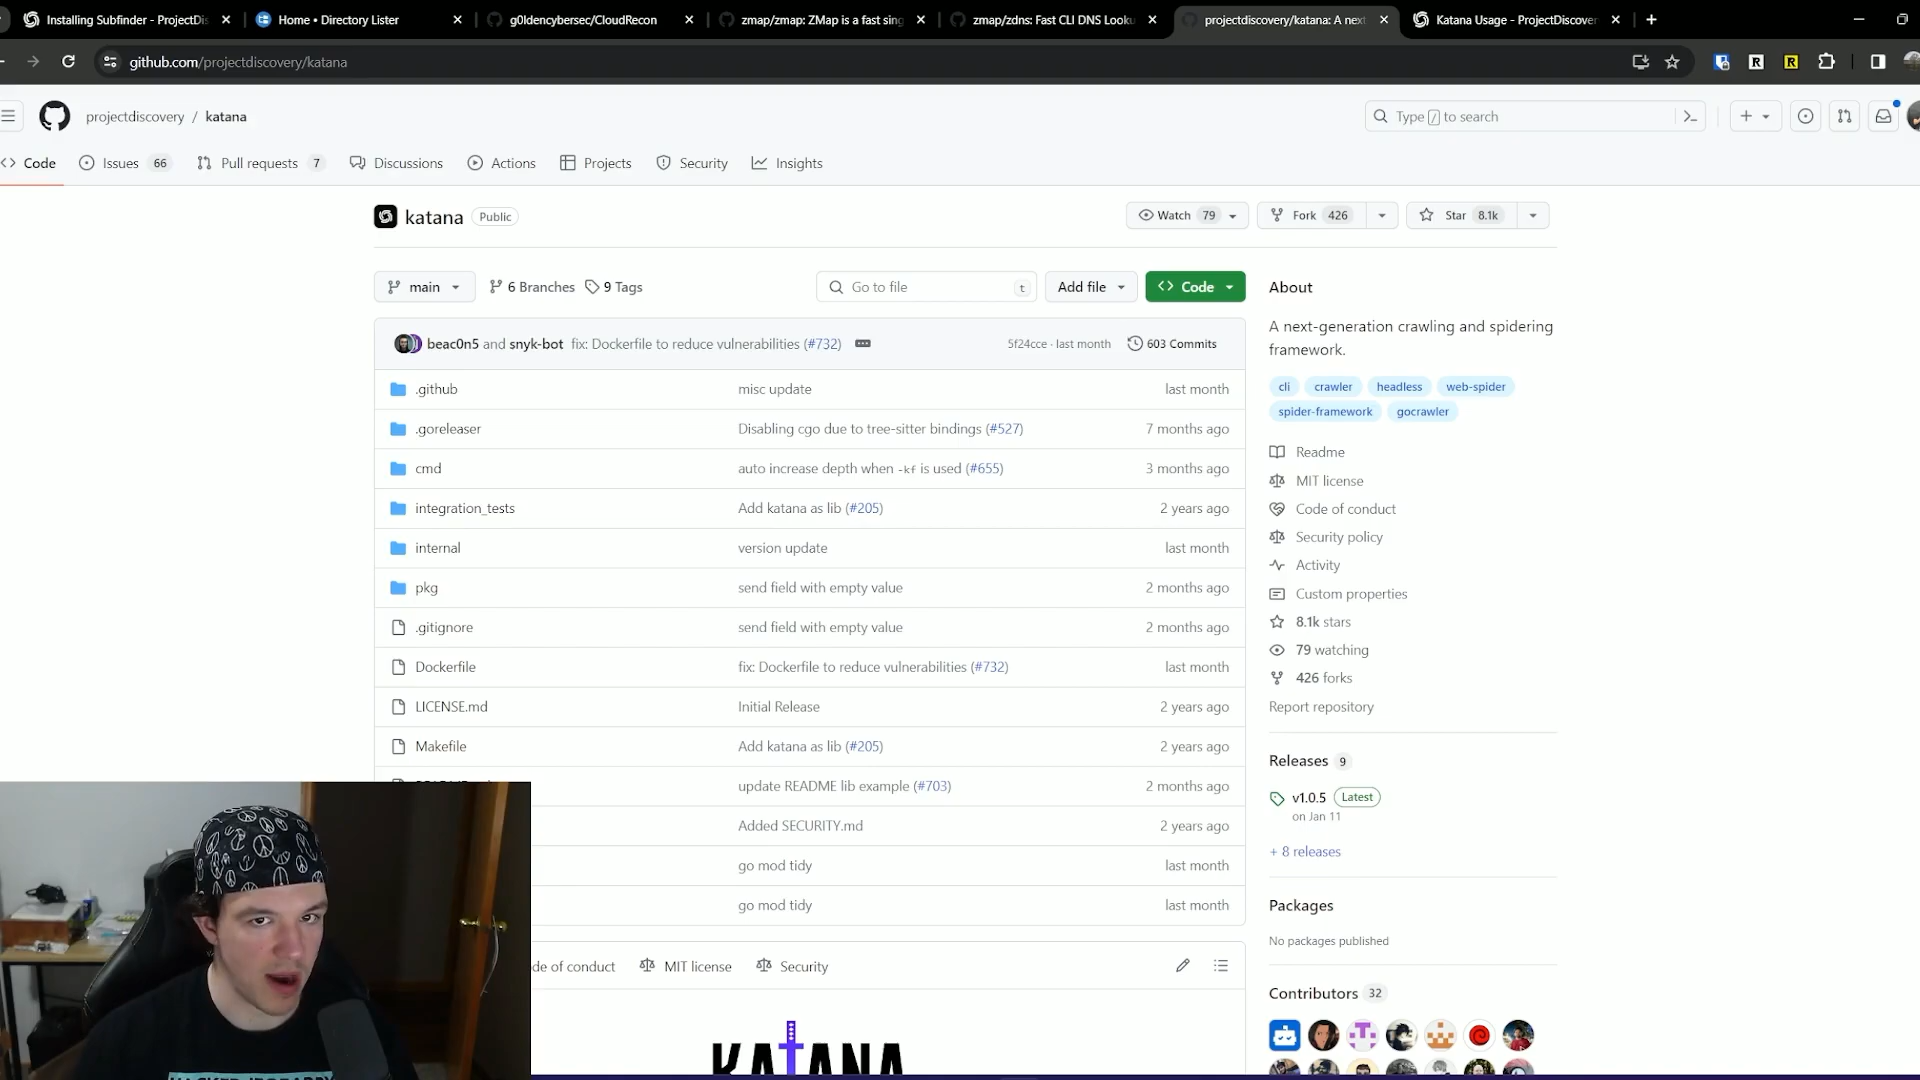 Installing Subfinder - ProjectDis
Home • Directory Lister
g0ldencybersec/CloudRecon
zmap/zmap: ZMap is a fast sing
zmap/zdns: Fast CLI DNS Looku
projectdiscovery/katana: A next
Katana Usage - ProjectDiscover
github.com/projectdiscovery/katana
projectdiscovery / katana
Type / to search
Code
Issues 66
Pull requests 7
Discussions
Actions
Projects
Security
Insights
katana Public
Watch 79
Fork 426
Star 8.1k
main
6 Branches
9 Tags
Go to file t
Add file
Code
beac0n5 and snyk-bot fix: Dockerfile to reduce vulnerabilities (#732)
5f24cce · last month
603 Commits
.github misc update last month
.goreleaser Disabling cgo due to tree-sitter bindings (#527) 7 months ago
cmd auto increase depth when -kf is used (#655) 3 months ago
integration_tests Add katana as lib (#205) 2 years ago
internal version update last month
pkg send field with empty value 2 months ago
.gitignore send field with empty value 2 months ago
Dockerfile fix: Dockerfile to reduce vulnerabilities (#732) last month
LICENSE.md Initial Release 2 years ago
Makefile Add katana as lib (#205) 2 years ago
update README lib example (#703) 2 months ago
Added SECURITY.md 2 years ago
go mod tidy last month
go mod tidy last month
de of conduct
MIT license
Security
KATANA
About
A next-generation crawling and spidering
framework.
cli crawler headless web-spider
spider-framework gocrawler
Readme
MIT license
Code of conduct
Security policy
Activity
Custom properties
8.1k stars
79 watching
426 forks
Report repository
Releases 9
v1.0.5 Latest
on Jan 11
+ 8 releases
Packages
No packages published
Contributors 32